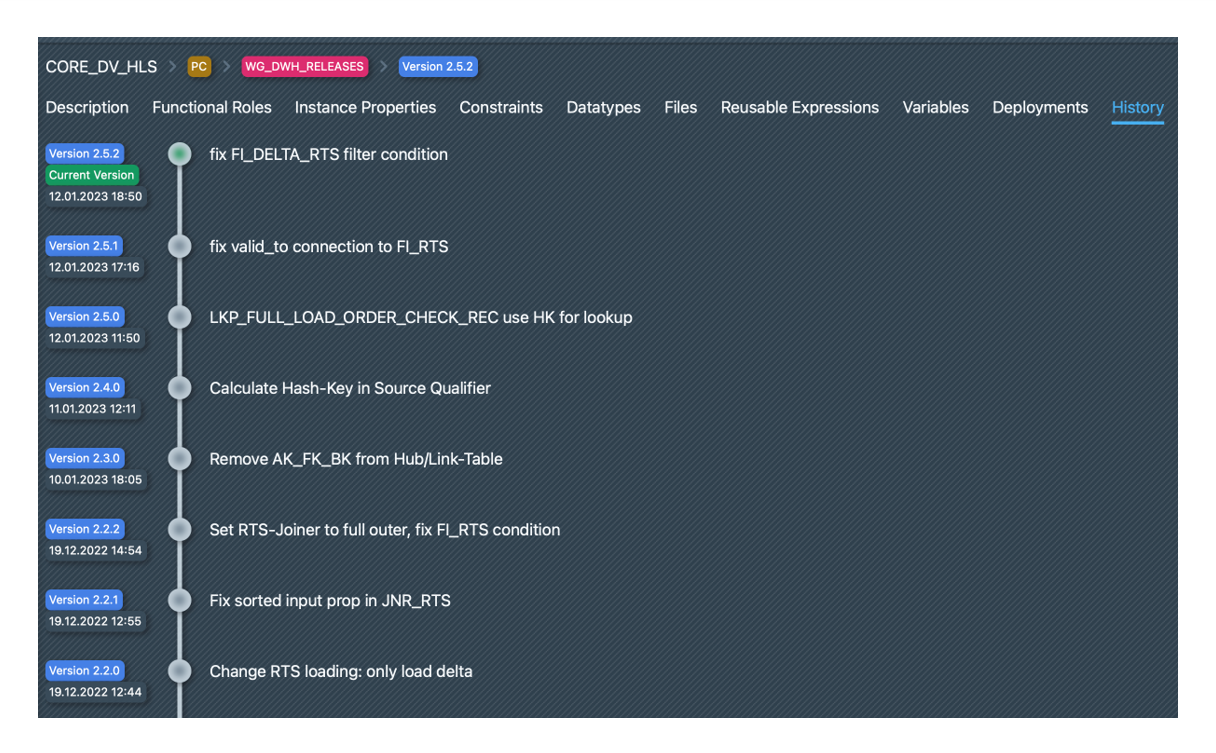 CORE_DV_HLS > PC > WG_DWH_RELEASES > Version 2.5.2
Description Functional Roles Instance Properties Constraints Datatypes Files Reusable Expressions Variables Deployments History
Version 2.5.2 fix FI_DELTA_RTS filter condition
Current Version
12.01.2023 18:50
Version 2.5.1 fix valid_to connection to FI_RTS
12.01.2023 17:16
Version 2.5.0 LKP_FULL_LOAD_ORDER_CHECK_REC use HK for lookup
12.01.2023 11:50
Version 2.4.0 Calculate Hash-Key in Source Qualifier
11.01.2023 12:11
Version 2.3.0 Remove AK_FK_BK from Hub/Link-Table
10.01.2023 18:05
Version 2.2.2 Set RTS-Joiner to full outer, fix FI_RTS condition
19.12.2022 14:54
Version 2.2.1 Fix sorted input prop in JNR_RTS
19.12.2022 12:55
Version 2.2.0 Change RTS loading: only load delta
19.12.2022 12:44